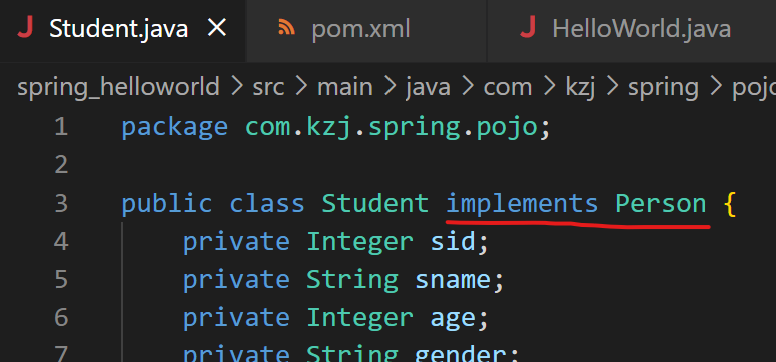 Student.java × pom.xml HelloWorld.java
spring_helloworld > src > main > java > com > kzj > spring > pojo
1 package com.kzj.spring.pojo;
2
3 public class Student implements Person {
4 private Integer sid;
5 private String sname;
6 private Integer age;
7 private String gender;